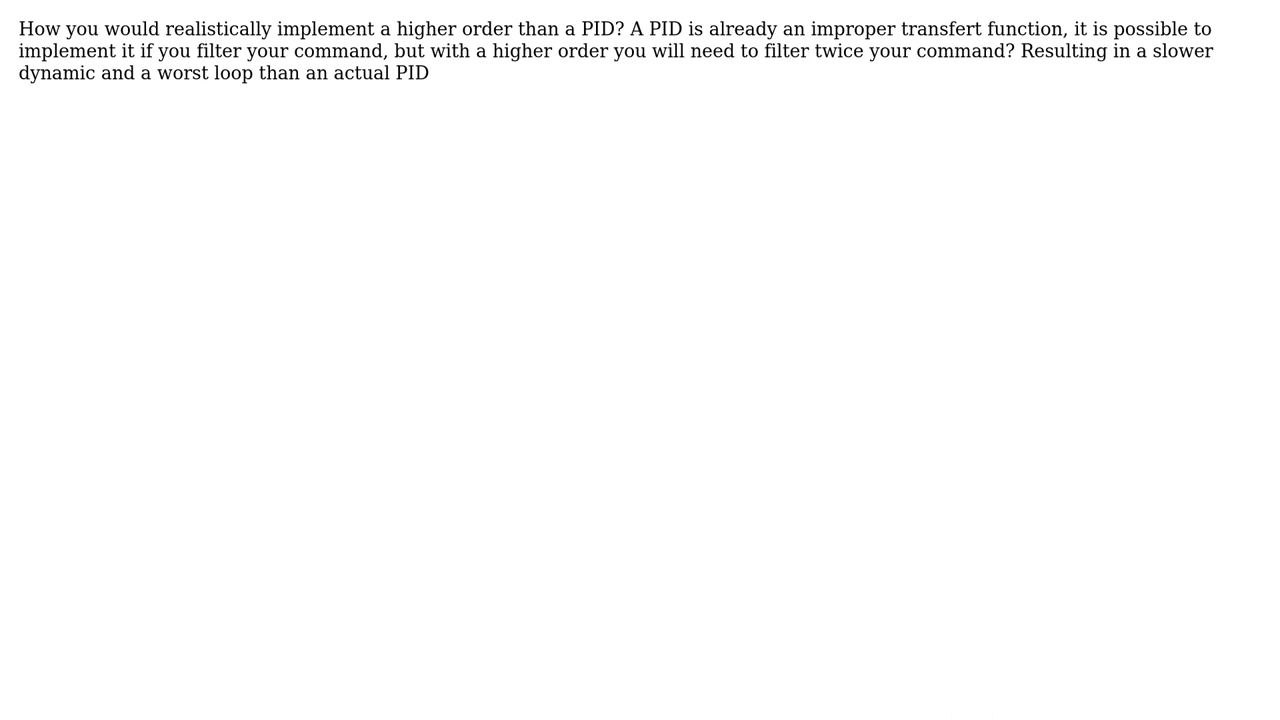 How you would realistically implement a higher order than a PID? A PID is already an improper transfert function, it is possible to
implement it if you filter your command, but with a higher order you will need to filter twice your command? Resulting in a slower
dynamic and a worst loop than an actual PID